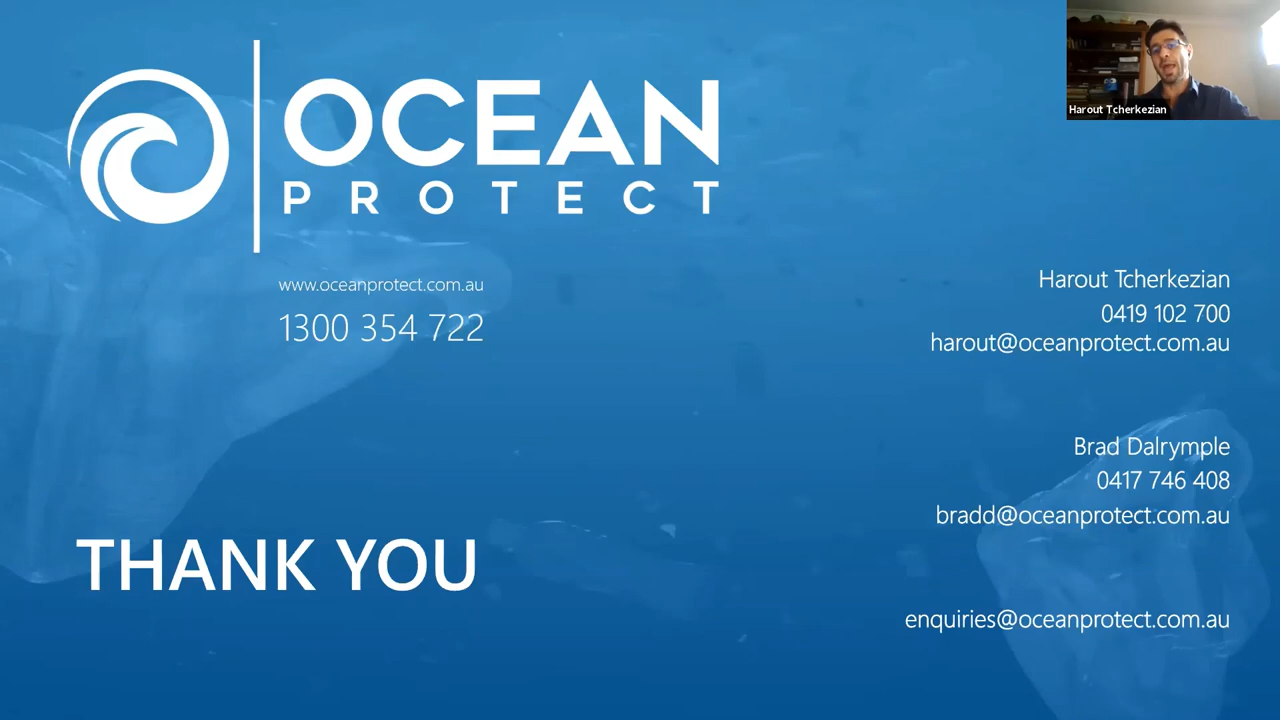 OCEAN
PROTECT
www.oceanprotect.com.au
1300 354 722
THANK YOU
Harout Tcherkezian
Harout Tcherkezian
0419 102 700
harout@oceanprotect.com.au
Brad Dalrymple
0417 746 408
bradd@oceanprotect.com.au
enquiries@oceanprotect.com.au